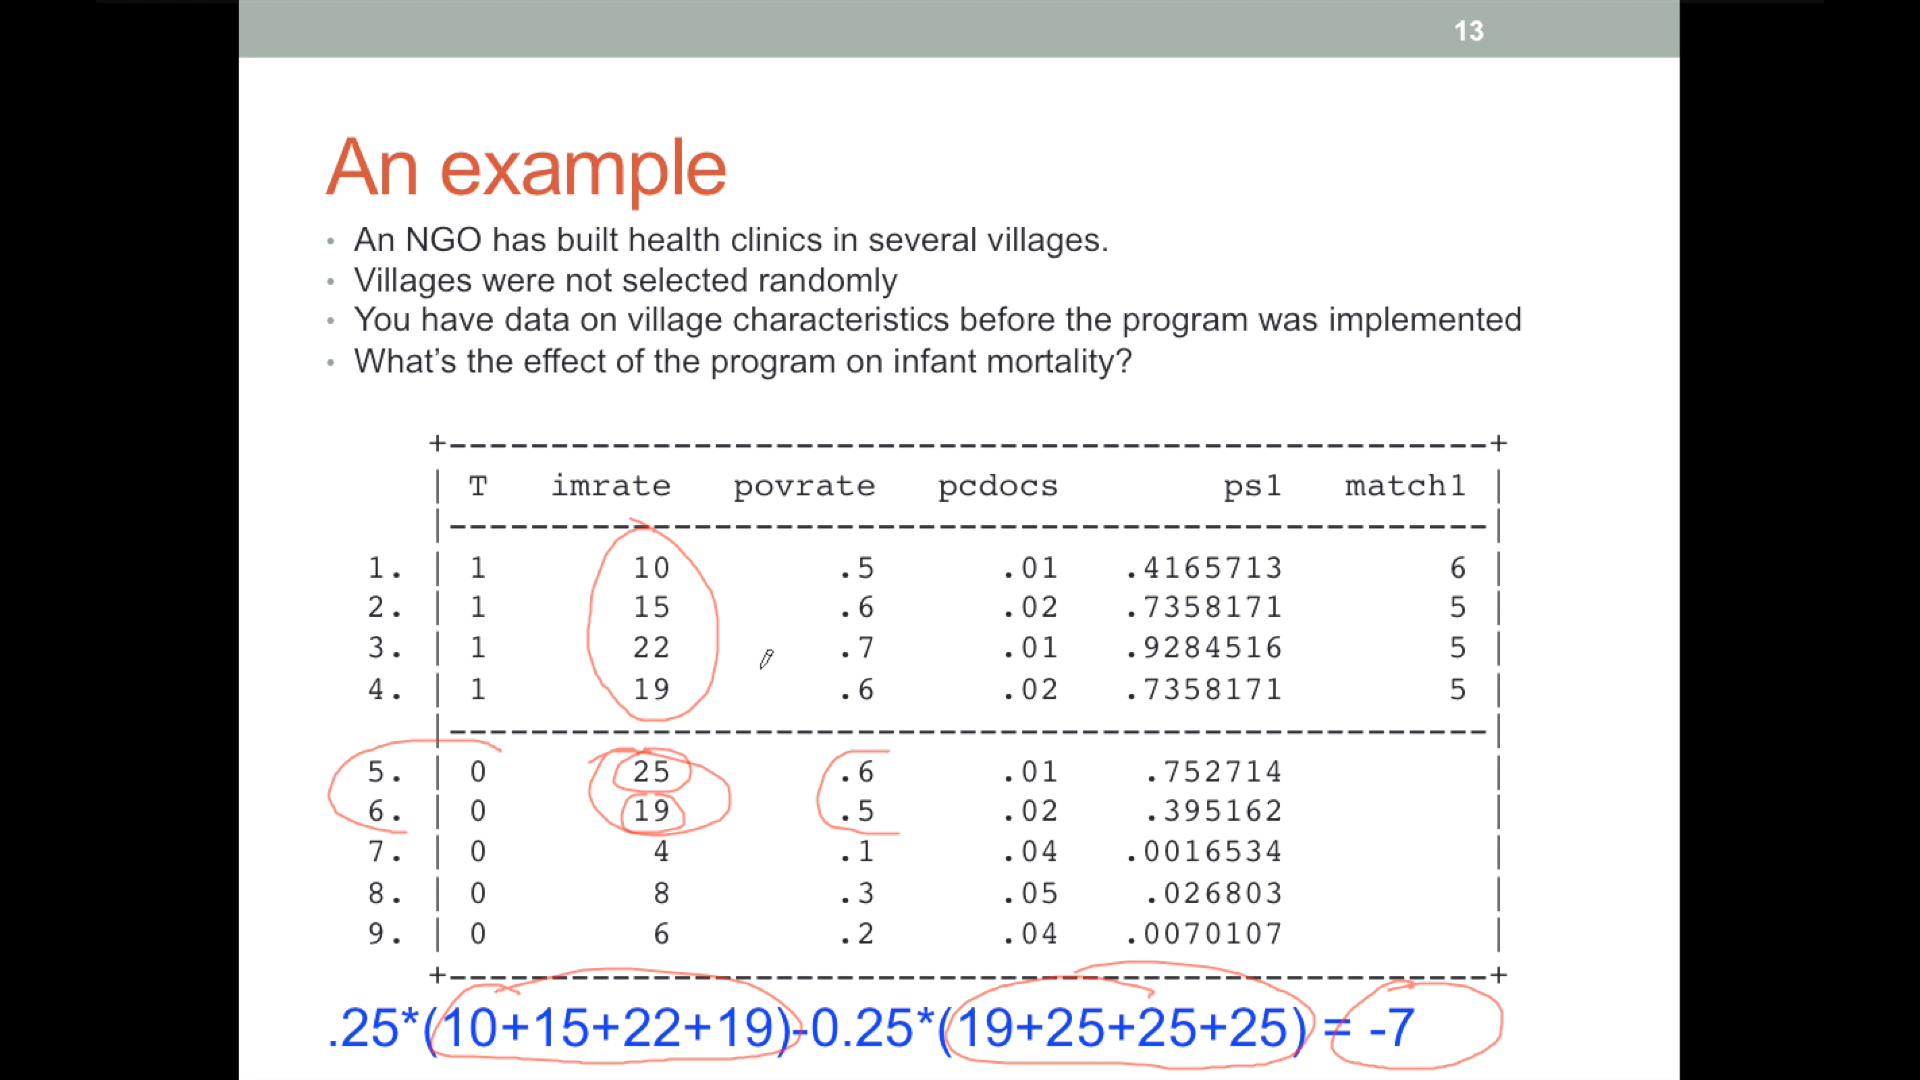 13
An example
• An NGO has built health clinics in several villages.
• Villages were not selected randomly
• You have data on village characteristics before the program was implemented
• What's the effect of the program on infant mortality?
T imrate povrate pcdocs ps1 match1
1. 1 10 .5 .01 .4165713 6
2. 1 15 .6 .02 .7358171 5
3. 1 22 .7 .01 .9284516 5
4. 1 19 .6 .02 .7358171 5
5. 0 25 .6 .01 .752714
6. 0 19 .5 .02 .395162
7. 0 4 .1 .04 .0016534
8. 0 8 .3 .05 .026803
9. 0 6 .2 .04 .0070107
.25*(10+15+22+19)-0.25*(19+25+25+25) = -7